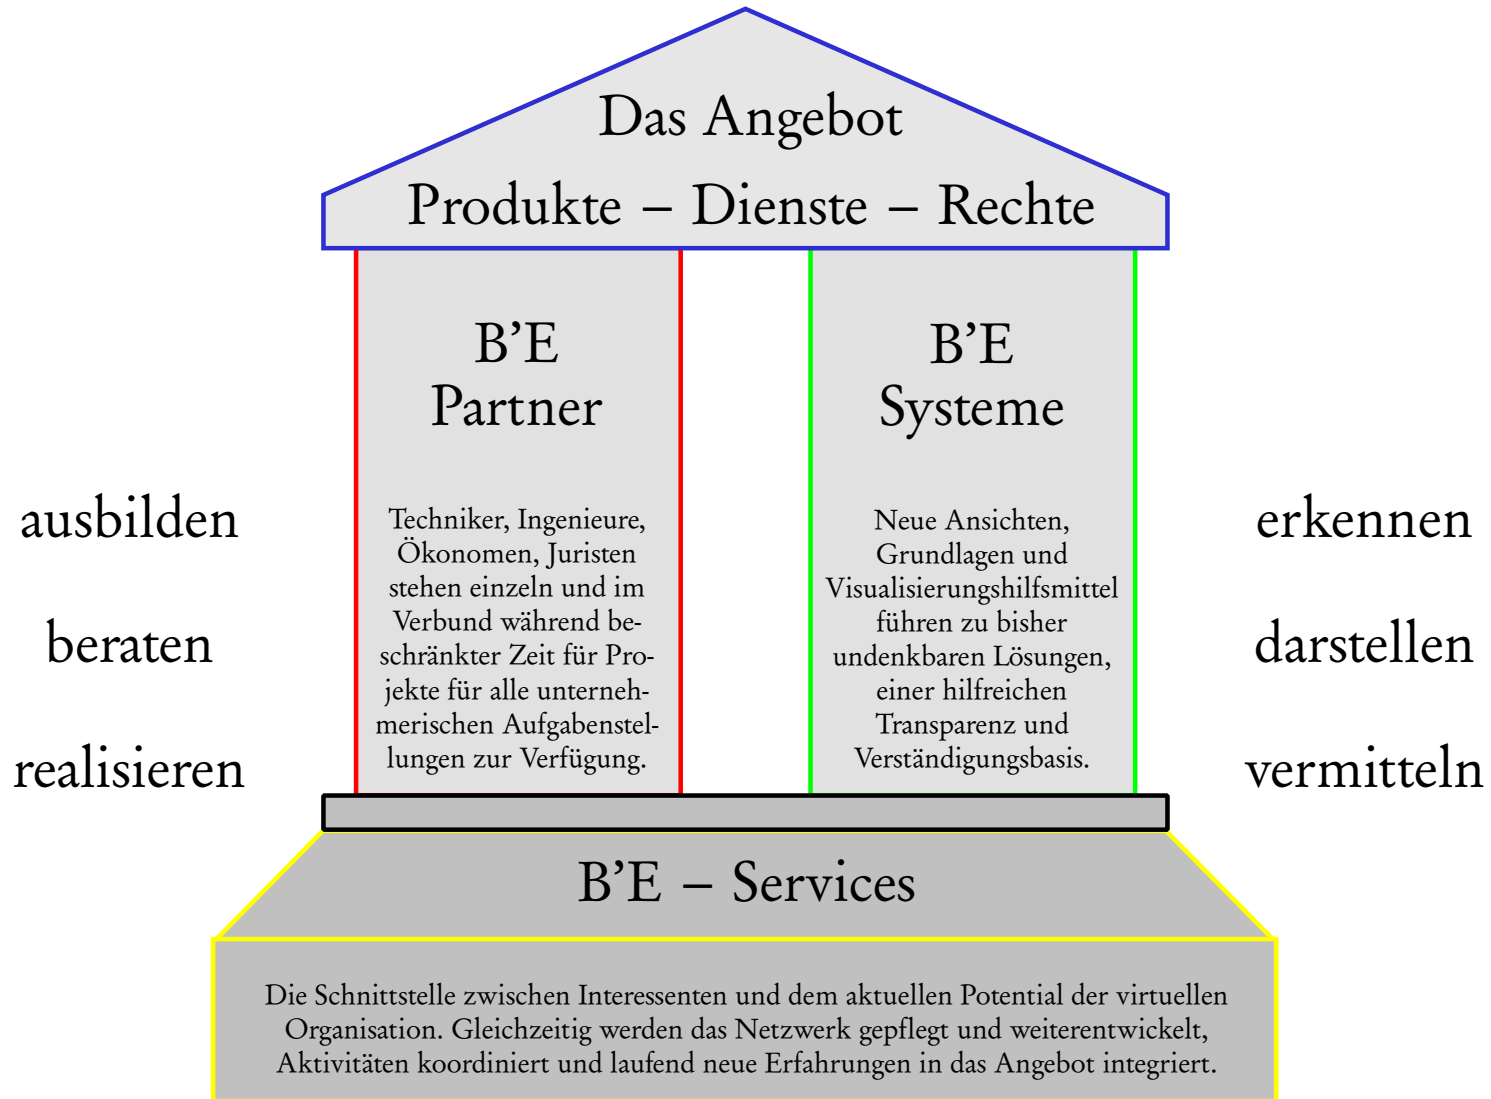 Das Angebot
Produkte – Dienste – Rechte
B’E
Partner
Techniker, Ingenieure,
Ökonomen, Juristen
stehen einzeln und im
Verbund während be-
schränkter Zeit für Pro-
jekte für alle unterneh-
merischen Aufgabenstel-
lungen zur Verfügung.
B’E
Systeme
Neue Ansichten,
Grundlagen und
Visualisierungshilfsmittel
führen zu bisher
undenkbaren Lösungen,
einer hilfreichen
Transparenz und
Verständigungsbasis.
ausbilden
beraten
realisieren
erkennen
darstellen
vermitteln
B’E – Services
Die Schnittstelle zwischen Interessenten und dem aktuellen Potential der virtuellen
Organisation. Gleichzeitig werden das Netzwerk gepflegt und weiterentwickelt,
Aktivitäten koordiniert und laufend neue Erfahrungen in das Angebot integriert.